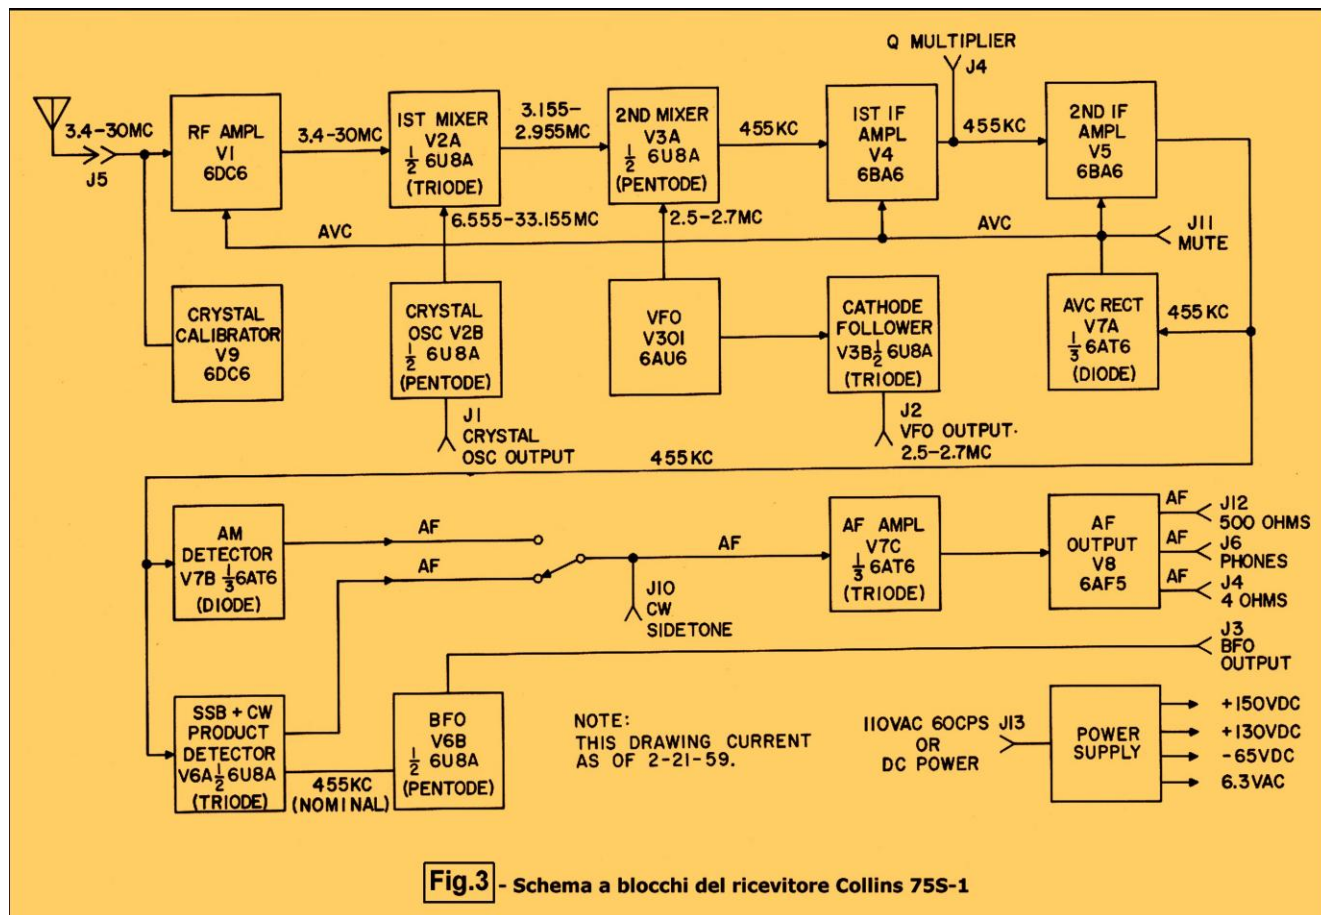 Q MULTIPLIER
J4
3.4-30MC
J5
RF AMPL
V1
6DC6
3.4-30MC
1ST MIXER
V2A
1/2 6U8A
(TRIODE)
3.155-
2.955MC
2ND MIXER
V3A
1/2 6U8A
(PENTODE)
455KC
1ST IF
AMPL
V4
6BA6
455KC
2ND IF
AMPL
V5
6BA6
6.555-33.155MC
2.5-2.7MC
AVC
AVC
J11
MUTE
CRYSTAL
CALIBRATOR
V9
6DC6
CRYSTAL
OSC V2B
1/2 6U8A
(PENTODE)
VFO
V301
6AU6
CATHODE
FOLLOWER
V3B 1/2 6U8A
(TRIODE)
AVC RECT
V7A
1/3 6AT6
(DIODE)
455KC
J1
CRYSTAL
OSC OUTPUT
J2
VFO OUTPUT·
2.5-2.7MC
455KC
AM
DETECTOR
V7B 1/3 6AT6
(DIODE)
AF
AF
J10
CW
SIDETONE
AF
AF AMPL
V7C
1/3 6AT6
(TRIODE)
AF
OUTPUT
V8
6AF5
AF
J12
500 OHMS
AF
J6
PHONES
AF
J4
4 OHMS
J3
BFO
OUTPUT
SSB + CW
PRODUCT
DETECTOR
V6A 1/2 6U8A
(TRIODE)
455KC
(NOMINAL)
BFO
V6B
1/2 6U8A
(PENTODE)
NOTE:
THIS DRAWING CURRENT
AS OF 2-21-59.
110VAC 60CPS J13
OR
DC POWER
POWER
SUPPLY
+150VDC
+130VDC
-65VDC
6.3VAC
Fig.3 - Schema a blocchi del ricevitore Collins 75S-1